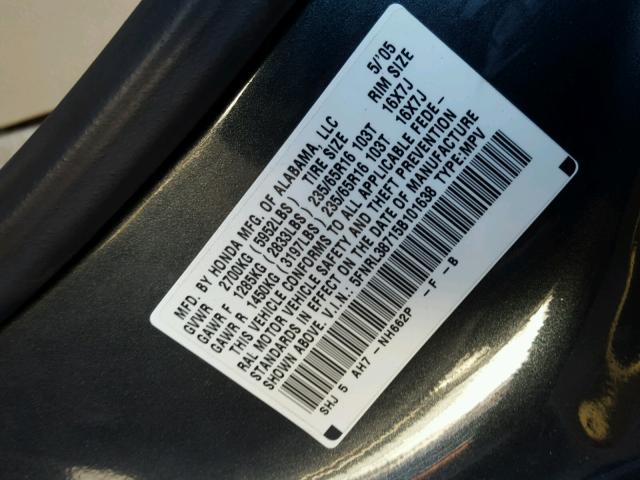 MFD. BY HONDA MFG. OF ALABAMA, LLC 5/'05
GVWR 2700KG (5952LBS) TIRE SIZE RIM SIZE
GAWR F 1285KG (2833LBS) 235/65R16 103T 16X7J
GAWR R 1450KG (3197LBS) 235/65R16 103T 16X7J
THIS VEHICLE CONFORMS TO ALL APPLICABLE FEDE-
RAL MOTOR VEHICLE SAFETY AND THEFT PREVENTION
STANDARDS IN EFFECT ON THE DATE OF MANUFACTURE
SHOWN ABOVE. V.I.N.: 5FNRL38715B101638 TYPE:MPV
SHJ 5 AH7 - NH662P - F - B